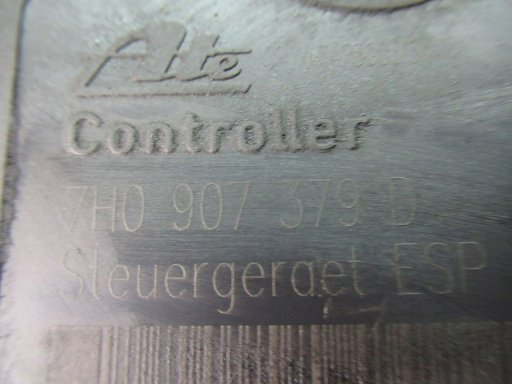 Ate
Controller
7H0 907 379 D
Steuergeraet ESP